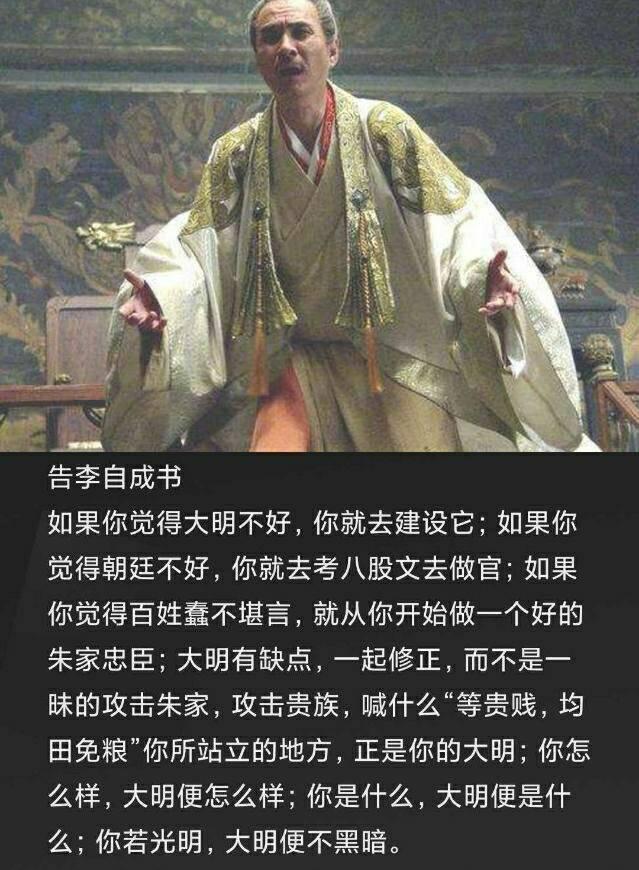 告李自成书
如果你觉得大明不好，你就去建设它；如果你
觉得朝廷不好，你就去考八股文去做官；如果
你觉得百姓蠢不堪言，就从你开始做一个好的
朱家忠臣；大明有缺点，一起修正，而不是一
昧的攻击朱家，攻击贵族，喊什么“等贵贱，均
田免粮”你所站立的地方，正是你的大明；你怎
么样，大明便怎么样；你是什么，大明便是什
么；你若光明，大明便不黑暗。